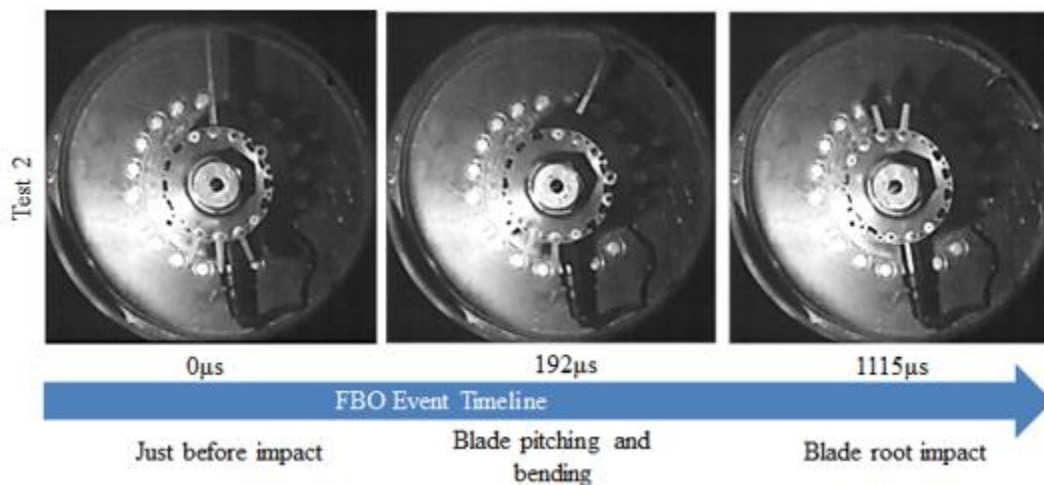 Test 2
0µs
192µs
1115µs
FBO Event Timeline
Just before impact
Blade pitching and
bending
Blade root impact